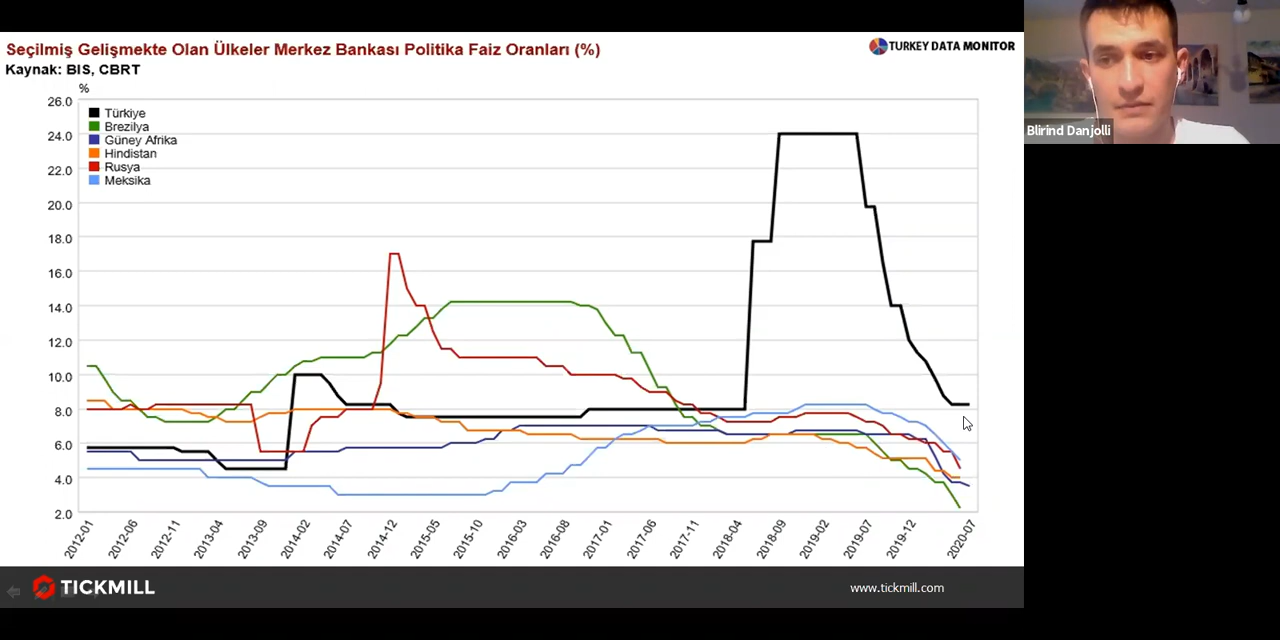 Seçilmiş Gelişmekte Olan Ülkeler Merkez Bankası Politika Faiz Oranları (%)
TURKEY DATA MONITOR
Kaynak: BIS, CBRT
%
26.0
24.0
22.0
20.0
18.0
16.0
14.0
12.0
10.0
8.0
6.0
4.0
2.0
Türkiye
Brezilya
Güney Afrika
Hindistan
Rusya
Meksika
2012-01
2012-06
2012-11
2013-04
2013-09
2014-02
2014-07
2014-12
2015-05
2015-10
2016-03
2016-08
2017-01
2017-06
2017-11
2018-04
2018-09
2019-02
2019-07
2019-12
2020-07
TICKMILL
www.tickmill.com
Blirind Danjolli